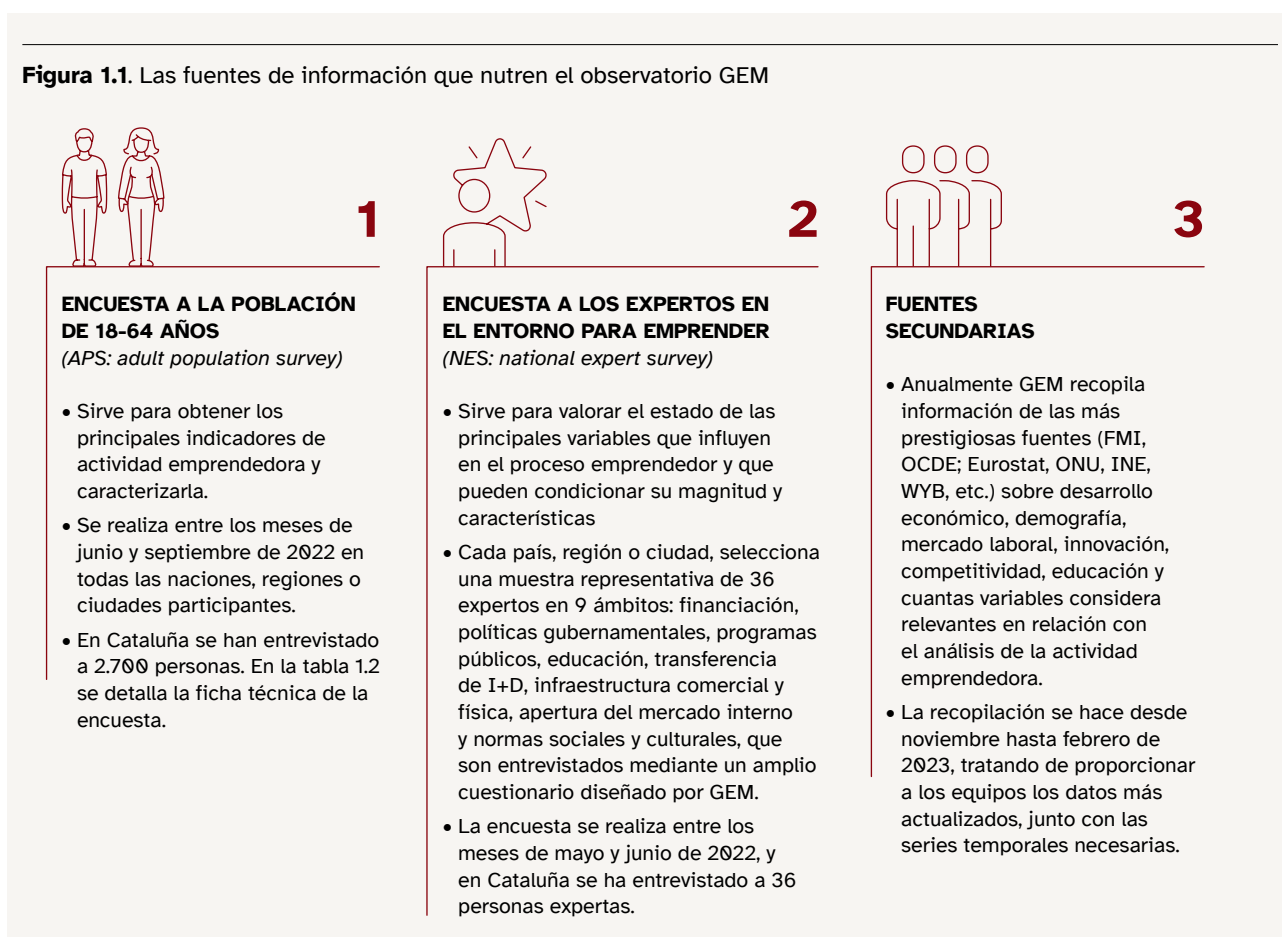 Figura 1.1. Las fuentes de información que nutren el observatorio GEM
1
ENCUESTA A LA POBLACIÓN
DE 18-64 AÑOS
(APS: adult population survey)
• Sirve para obtener los
principales indicadores de
actividad emprendedora y
caracterizarla.
• Se realiza entre los meses de
junio y septiembre de 2022 en
todas las naciones, regiones o
ciudades participantes.
• En Cataluña se han entrevistado
a 2.700 personas. En la tabla 1.2
se detalla la ficha técnica de la
encuesta.
2
ENCUESTA A LOS EXPERTOS EN
EL ENTORNO PARA EMPRENDER
(NES: national expert survey)
• Sirve para valorar el estado de las
principales variables que influyen
en el proceso emprendedor y que
pueden condicionar su magnitud y
características
• Cada país, región o ciudad, selecciona
una muestra representativa de 36
expertos en 9 ámbitos: financiación,
políticas gubernamentales, programas
públicos, educación, transferencia
de I+D, infraestructura comercial y
física, apertura del mercado interno
y normas sociales y culturales, que
son entrevistados mediante un amplio
cuestionario diseñado por GEM.
• La encuesta se realiza entre los
meses de mayo y junio de 2022, y
en Cataluña se ha entrevistado a 36
personas expertas.
3
FUENTES
SECUNDARIAS
• Anualmente GEM recopila
información de las más
prestigiosas fuentes (FMI,
OCDE; Eurostat, ONU, INE,
WYB, etc.) sobre desarrollo
económico, demografía,
mercado laboral, innovación,
competitividad, educación y
cuantas variables considera
relevantes en relación con
el análisis de la actividad
emprendedora.
• La recopilación se hace desde
noviembre hasta febrero de
2023, tratando de proporcionar
a los equipos los datos más
actualizados, junto con las
series temporales necesarias.